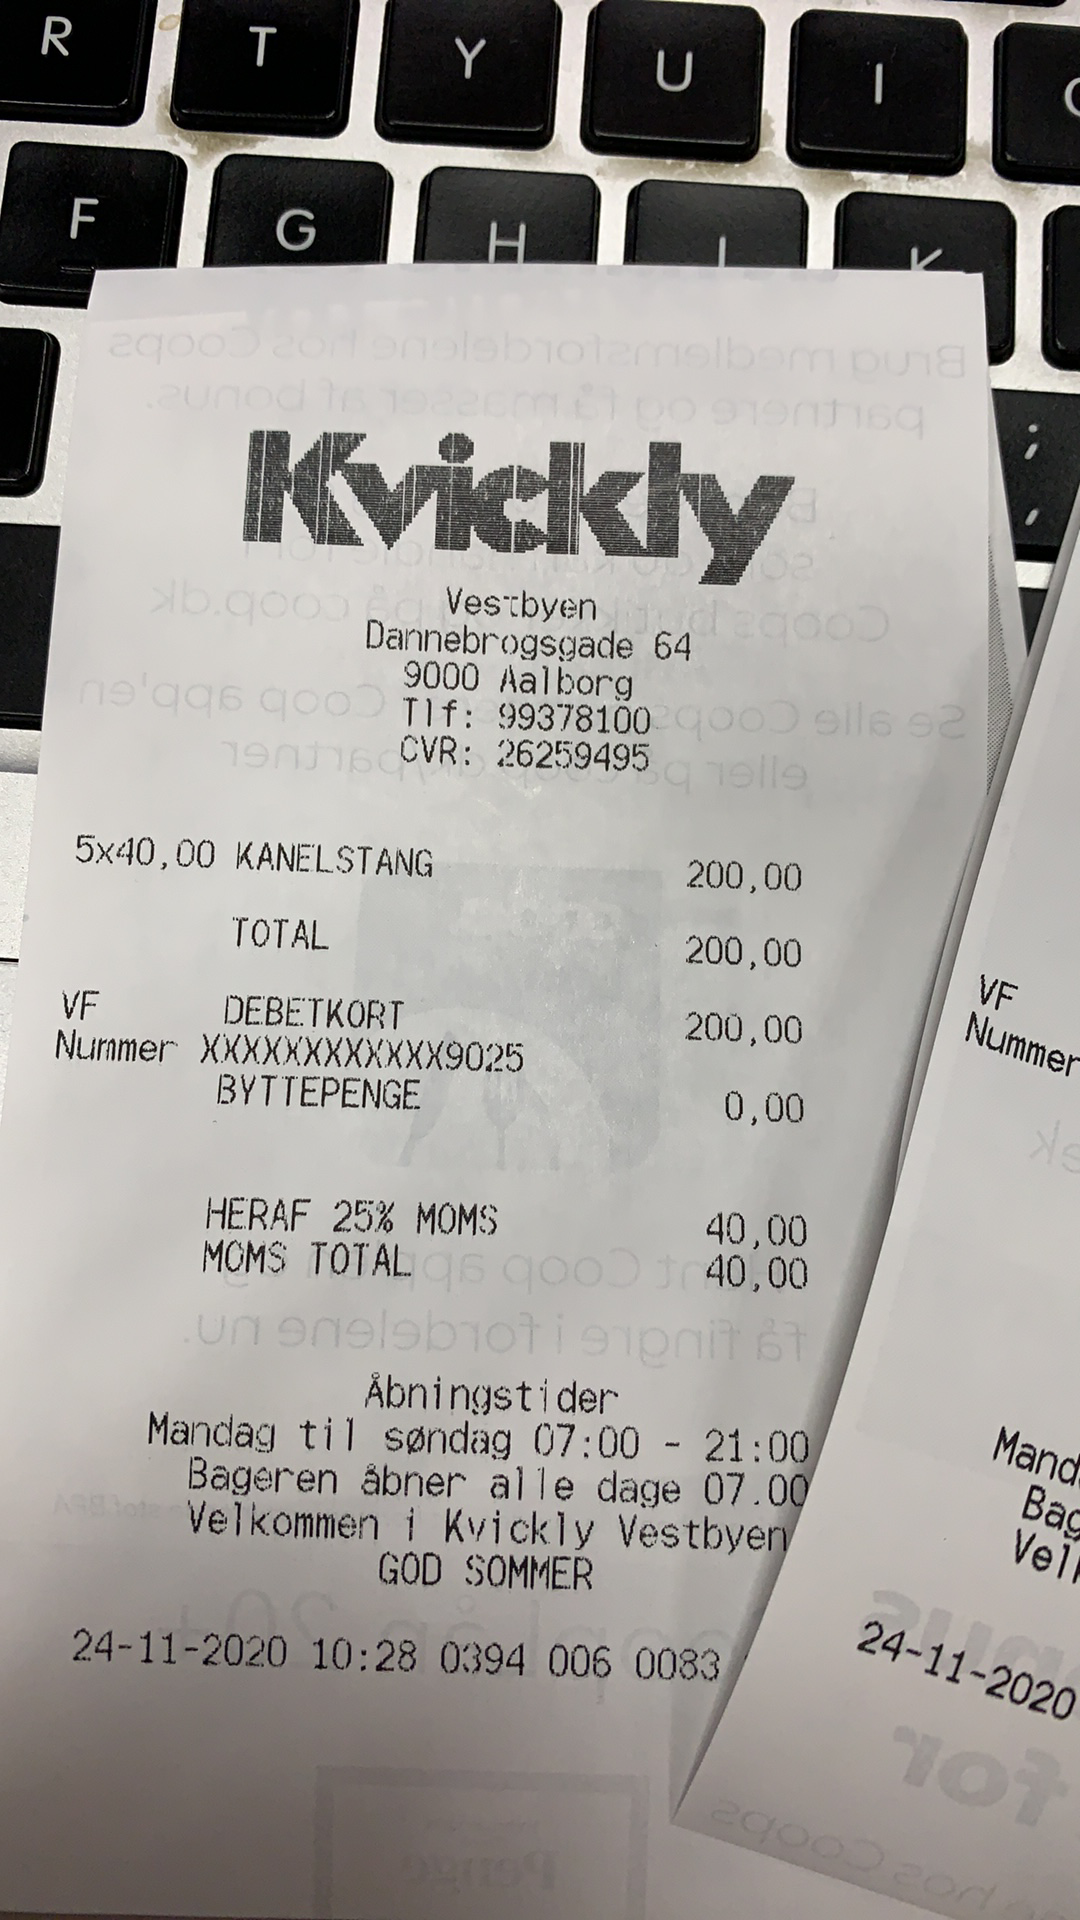 R T Y U I
F G H
;
,
Kvickly
Vestbyen
Dannebrogsgade 64
9000 Aalborg
Tlf: 99378100
CVR: 26259495
5x40,00 KANELSTANG 200,00
TOTAL 200,00
VF DEBETKORT 200,00
Nummer XXXXXXXXXXXX9025
BYTTEPENGE 0,00
HERAF 25% MOMS 40,00
MOMS TOTAL 40,00
Åbningstider
Mandag til søndag 07:00 - 21:00
Bageren åbner alle dage 07.00
Velkommen i Kvickly Vestbyen
GOD SOMMER
24-11-2020 10:28 0394 006 0083
VF
Nummer
24-11-2020